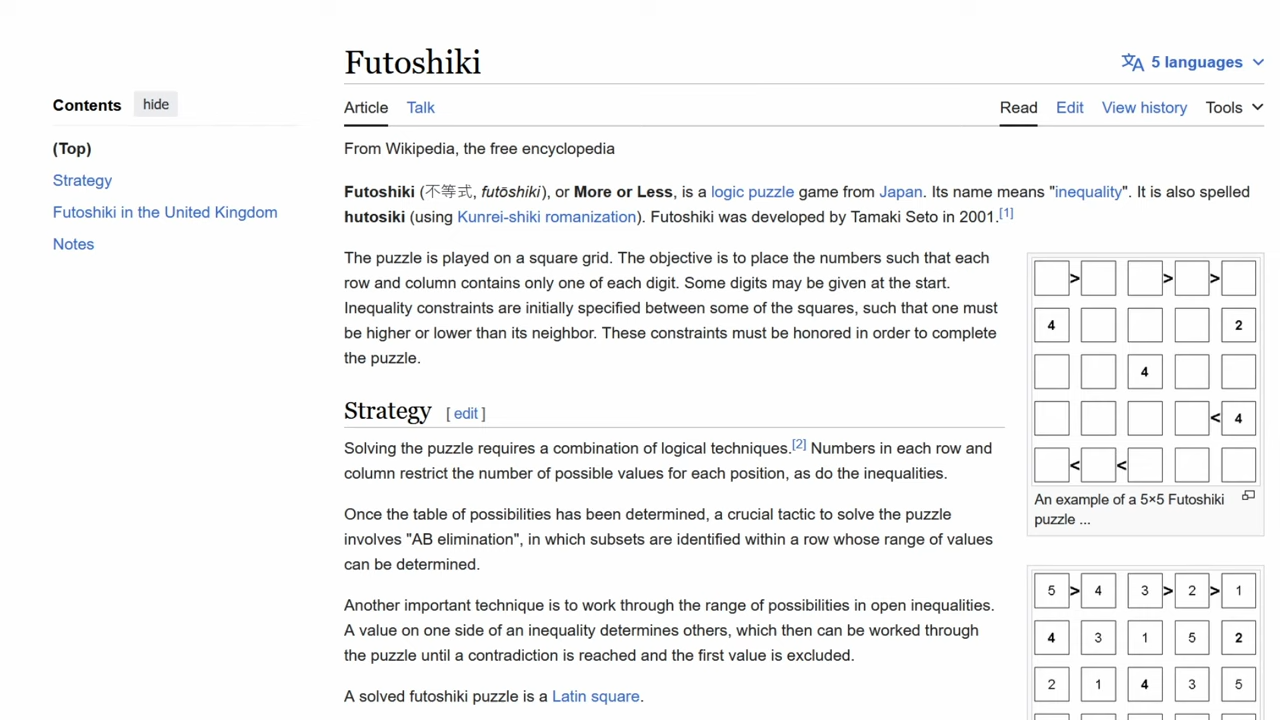 Futoshiki
5 languages
Contents hide
Article Talk
Read Edit View history Tools
(Top)
Strategy
Futoshiki in the United Kingdom
Notes
From Wikipedia, the free encyclopedia
Futoshiki (不等式, futōshiki), or More or Less, is a logic puzzle game from Japan. Its name means "inequality". It is also spelled
hutosiki (using Kunrei-shiki romanization). Futoshiki was developed by Tamaki Seto in 2001.[1]
The puzzle is played on a square grid. The objective is to place the numbers such that each
row and column contains only one of each digit. Some digits may be given at the start.
Inequality constraints are initially specified between some of the squares, such that one must
be higher or lower than its neighbor. These constraints must be honored in order to complete
the puzzle.
Strategy [ edit ]
Solving the puzzle requires a combination of logical techniques.[2] Numbers in each row and
column restrict the number of possible values for each position, as do the inequalities.
Once the table of possibilities has been determined, a crucial tactic to solve the puzzle
involves "AB elimination", in which subsets are identified within a row whose range of values
can be determined.
Another important technique is to work through the range of possibilities in open inequalities.
A value on one side of an inequality determines others, which then can be worked through
the puzzle until a contradiction is reached and the first value is excluded.
A solved futoshiki puzzle is a Latin square.
> > >
4 2
4
< 4
< <
An example of a 5×5 Futoshiki
puzzle ...
5 > 4 3 > 2 > 1
4 3 1 5 2
2 1 4 3 5